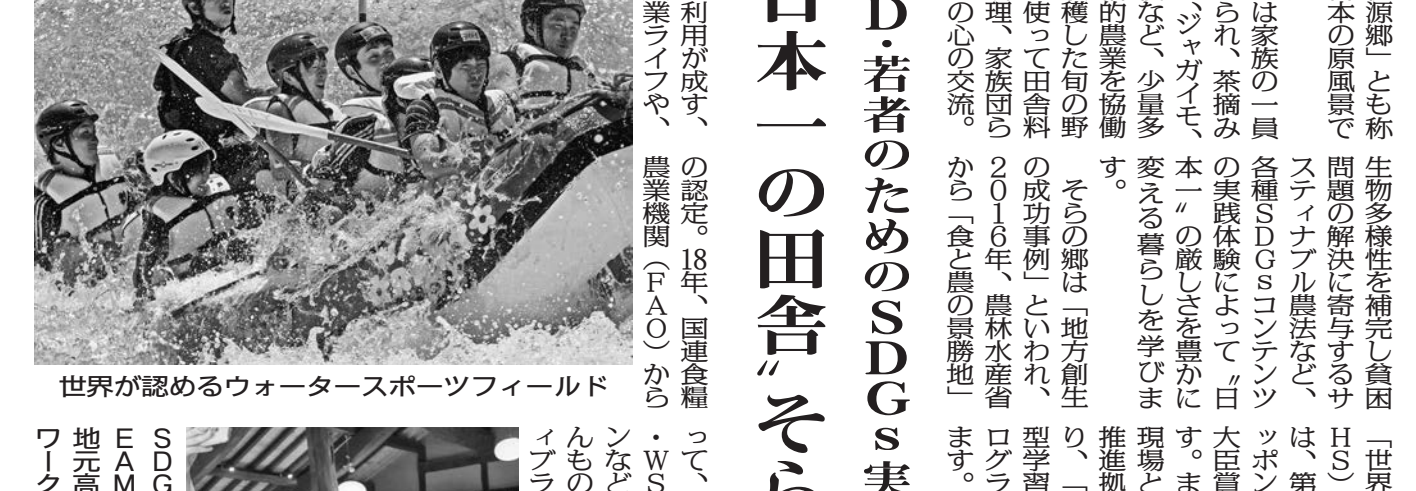 源郷」とも称
本の原風景で
は家族の一員
られ、茶摘み
、ジャガイモ、
など、少量多
的農業を協働
穫した旬の野
使って田舎料
理、家族団ら
の心の交流。
生物多様性を補完し貧困
問題の解決に寄与するサ
スティナブル農法など、
各種SDGsコンテンツ
の実践体験によって〝日
本一〟の厳しさを豊かに
変える暮らしを学びま
す。
そらの郷は「地方創生
の成功事例」といわれ、
2016年、農林水産省
から「食と農の景勝地」
「世界
HS)
は、第
ッポン
大臣賞
す。ま
現場と
推進拠
り、「
型学習
ログラ
ます。
D・若者のためのSDGs実
日本一の田舎〟そら
利用が成す、
業ライフや、
の認定。18年、国連食糧
農業機関(FAO)から
って、
・WS
ンなど
んもの
ィブラ
世界が認めるウォータースポーツフィールド
SDG
EAM
地元高
ワーク